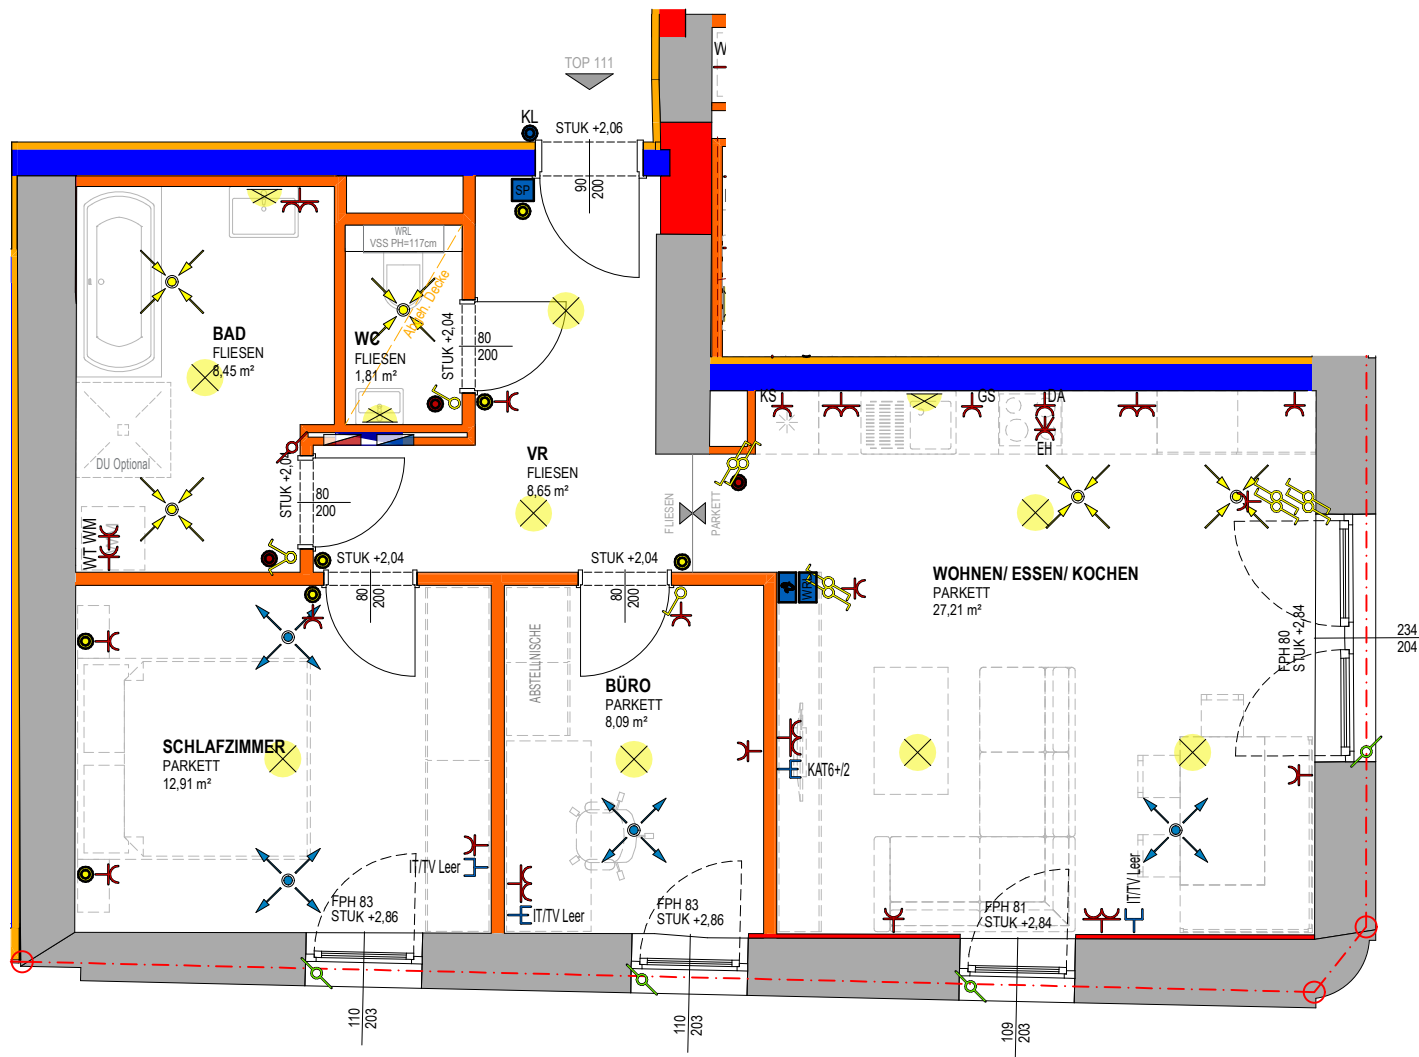 TOP 111
W
KL
STUK +2,06
90
200
SP
WRL
VSS PH=117cm
Abgeh. Decke
BAD
FLIESEN
8,45 m²
WC
FLIESEN
1,81 m²
STUK +2,04
80
200
DU Optional
STUK +2,04
80
200
VR
FLIESEN
8,65 m²
FLIESEN
PARKETT
KS
GS
DA
EH
WT WM
WM
STUK +2,04
80
200
STUK +2,04
80
200
WOHNEN/ ESSEN/ KOCHEN
PARKETT
27,21 m²
FPH 80
STUK +2,84
234
204
ABSTELLNISCHE
BÜRO
PARKETT
8,09 m²
SCHLAFZIMMER
PARKETT
12,91 m²
KAT6+/2
IT/TV Leer
IT/TV Leer
IT/TV Leer
FPH 83
STUK +2,86
FPH 83
STUK +2,86
FPH 81
STUK +2,84
110
203
110
203
109
203